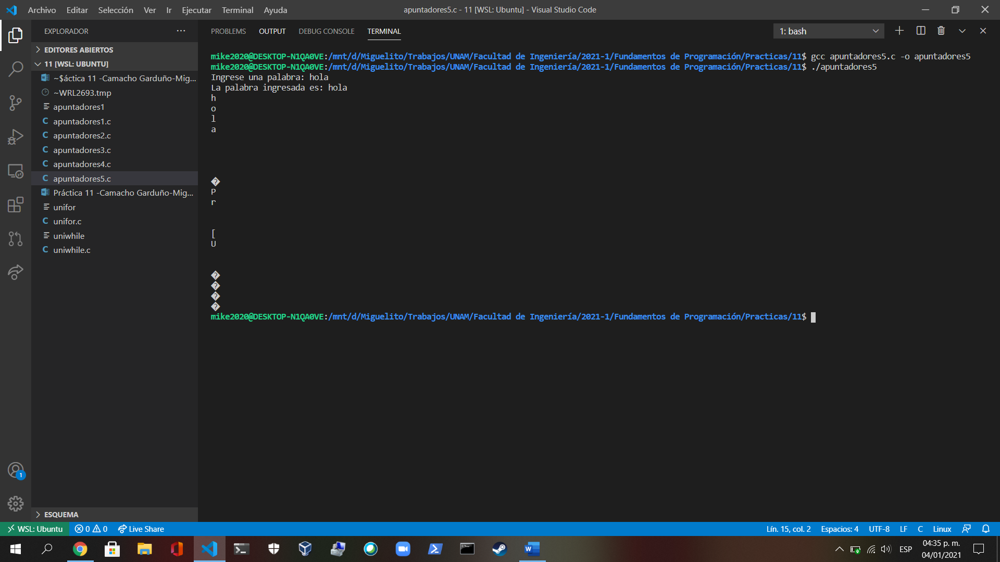 Archivo Editar Selección Ver Ir Ejecutar Terminal Ayuda
apuntadores5.c - 11 [WSL: Ubuntu] - Visual Studio Code
EXPLORADOR
EDITORES ABIERTOS
11 [WSL: UBUNTU]
~$áctica 11 -Camacho Garduño-Mig...
~WRL2693.tmp
apuntadores1
C apuntadores1.c
C apuntadores2.c
C apuntadores3.c
C apuntadores4.c
C apuntadores5.c
Práctica 11 -Camacho Garduño-Mig...
unifor
C unifor.c
uniwhile
C uniwhile.c
ESQUEMA
PROBLEMS OUTPUT DEBUG CONSOLE TERMINAL
1: bash
mike2020@DESKTOP-N1QA0VE:/mnt/d/Miguelito/Trabajos/UNAM/Facultad de Ingeniería/2021-1/Fundamentos de Programación/Practicas/11$ gcc apuntadores5.c -o apuntadores5
mike2020@DESKTOP-N1QA0VE:/mnt/d/Miguelito/Trabajos/UNAM/Facultad de Ingeniería/2021-1/Fundamentos de Programación/Practicas/11$ ./apuntadores5
Ingrese una palabra: hola
La palabra ingresada es: hola
h
o
l
a
�
P
r
[
U
�
�
�
�
mike2020@DESKTOP-N1QA0VE:/mnt/d/Miguelito/Trabajos/UNAM/Facultad de Ingeniería/2021-1/Fundamentos de Programación/Practicas/11$
1
WSL: Ubuntu 0 0 Live Share
Lín. 15, col. 2 Espacios: 4 UTF-8 LF C Linux
ESP
04:35 p. m.
04/01/2021